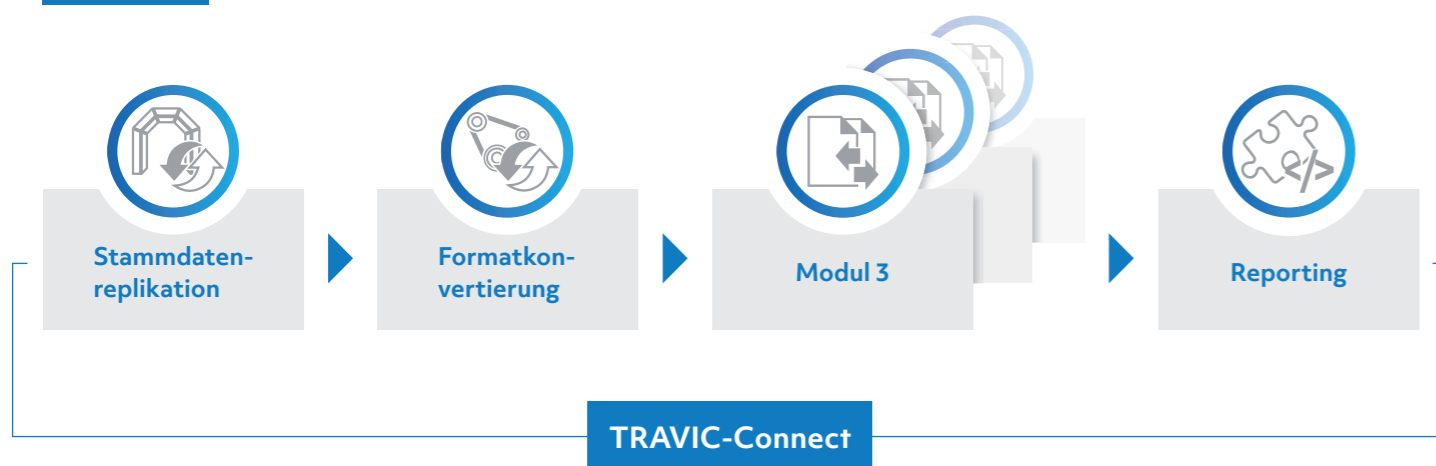 Stammdaten-
replikation
Formatkon-
vertierung
Modul 3
Reporting
TRAVIC-Connect